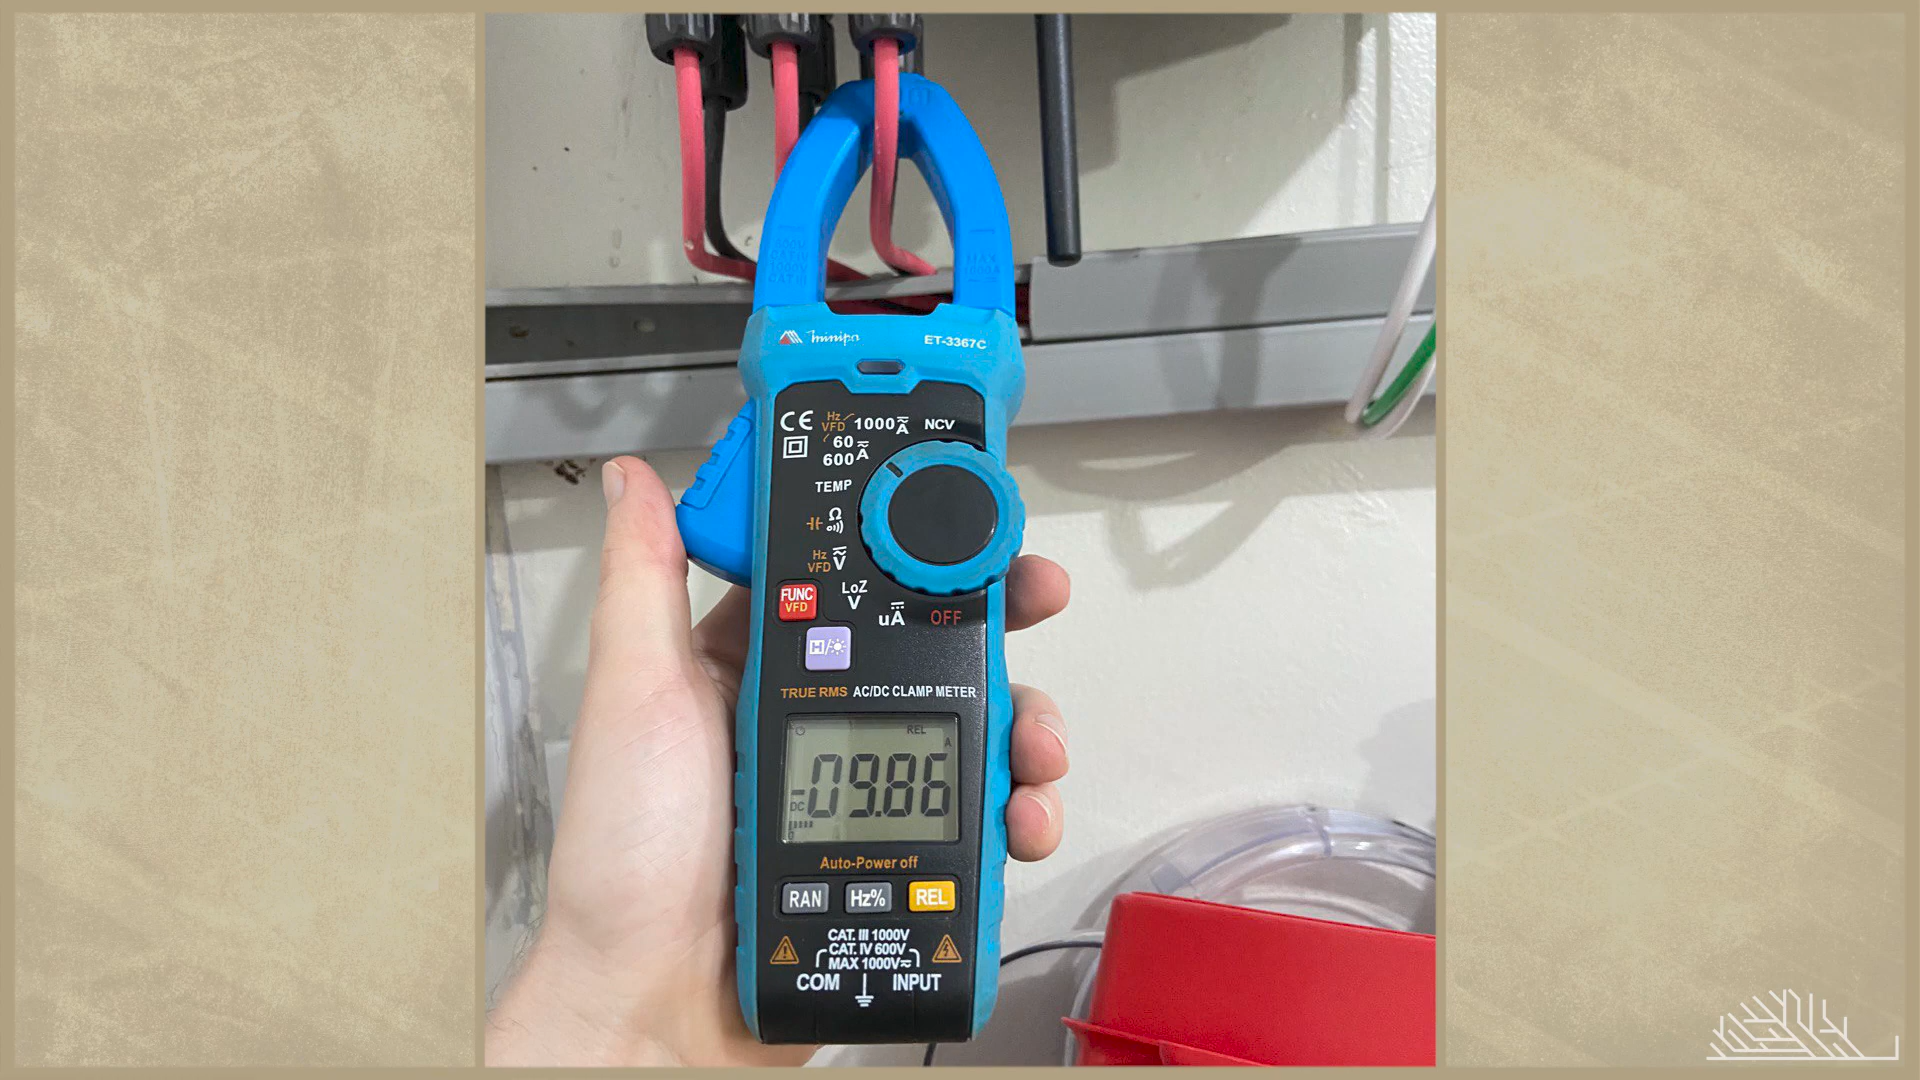 minipa
ET-3367C
CE
Hz
VFD
1000A
NCV
60
600A
TEMP
Ω
Hz
VFD
V
FUNC
VFD
LoZ
V
uA
OFF
H/
TRUE RMS AC/DC CLAMP METER
REL
A
-09.86
DC
0
Auto-Power off
RAN
Hz%
REL
CAT. III 1000V
CAT. IV 600V
MAX 1000V
COM
INPUT